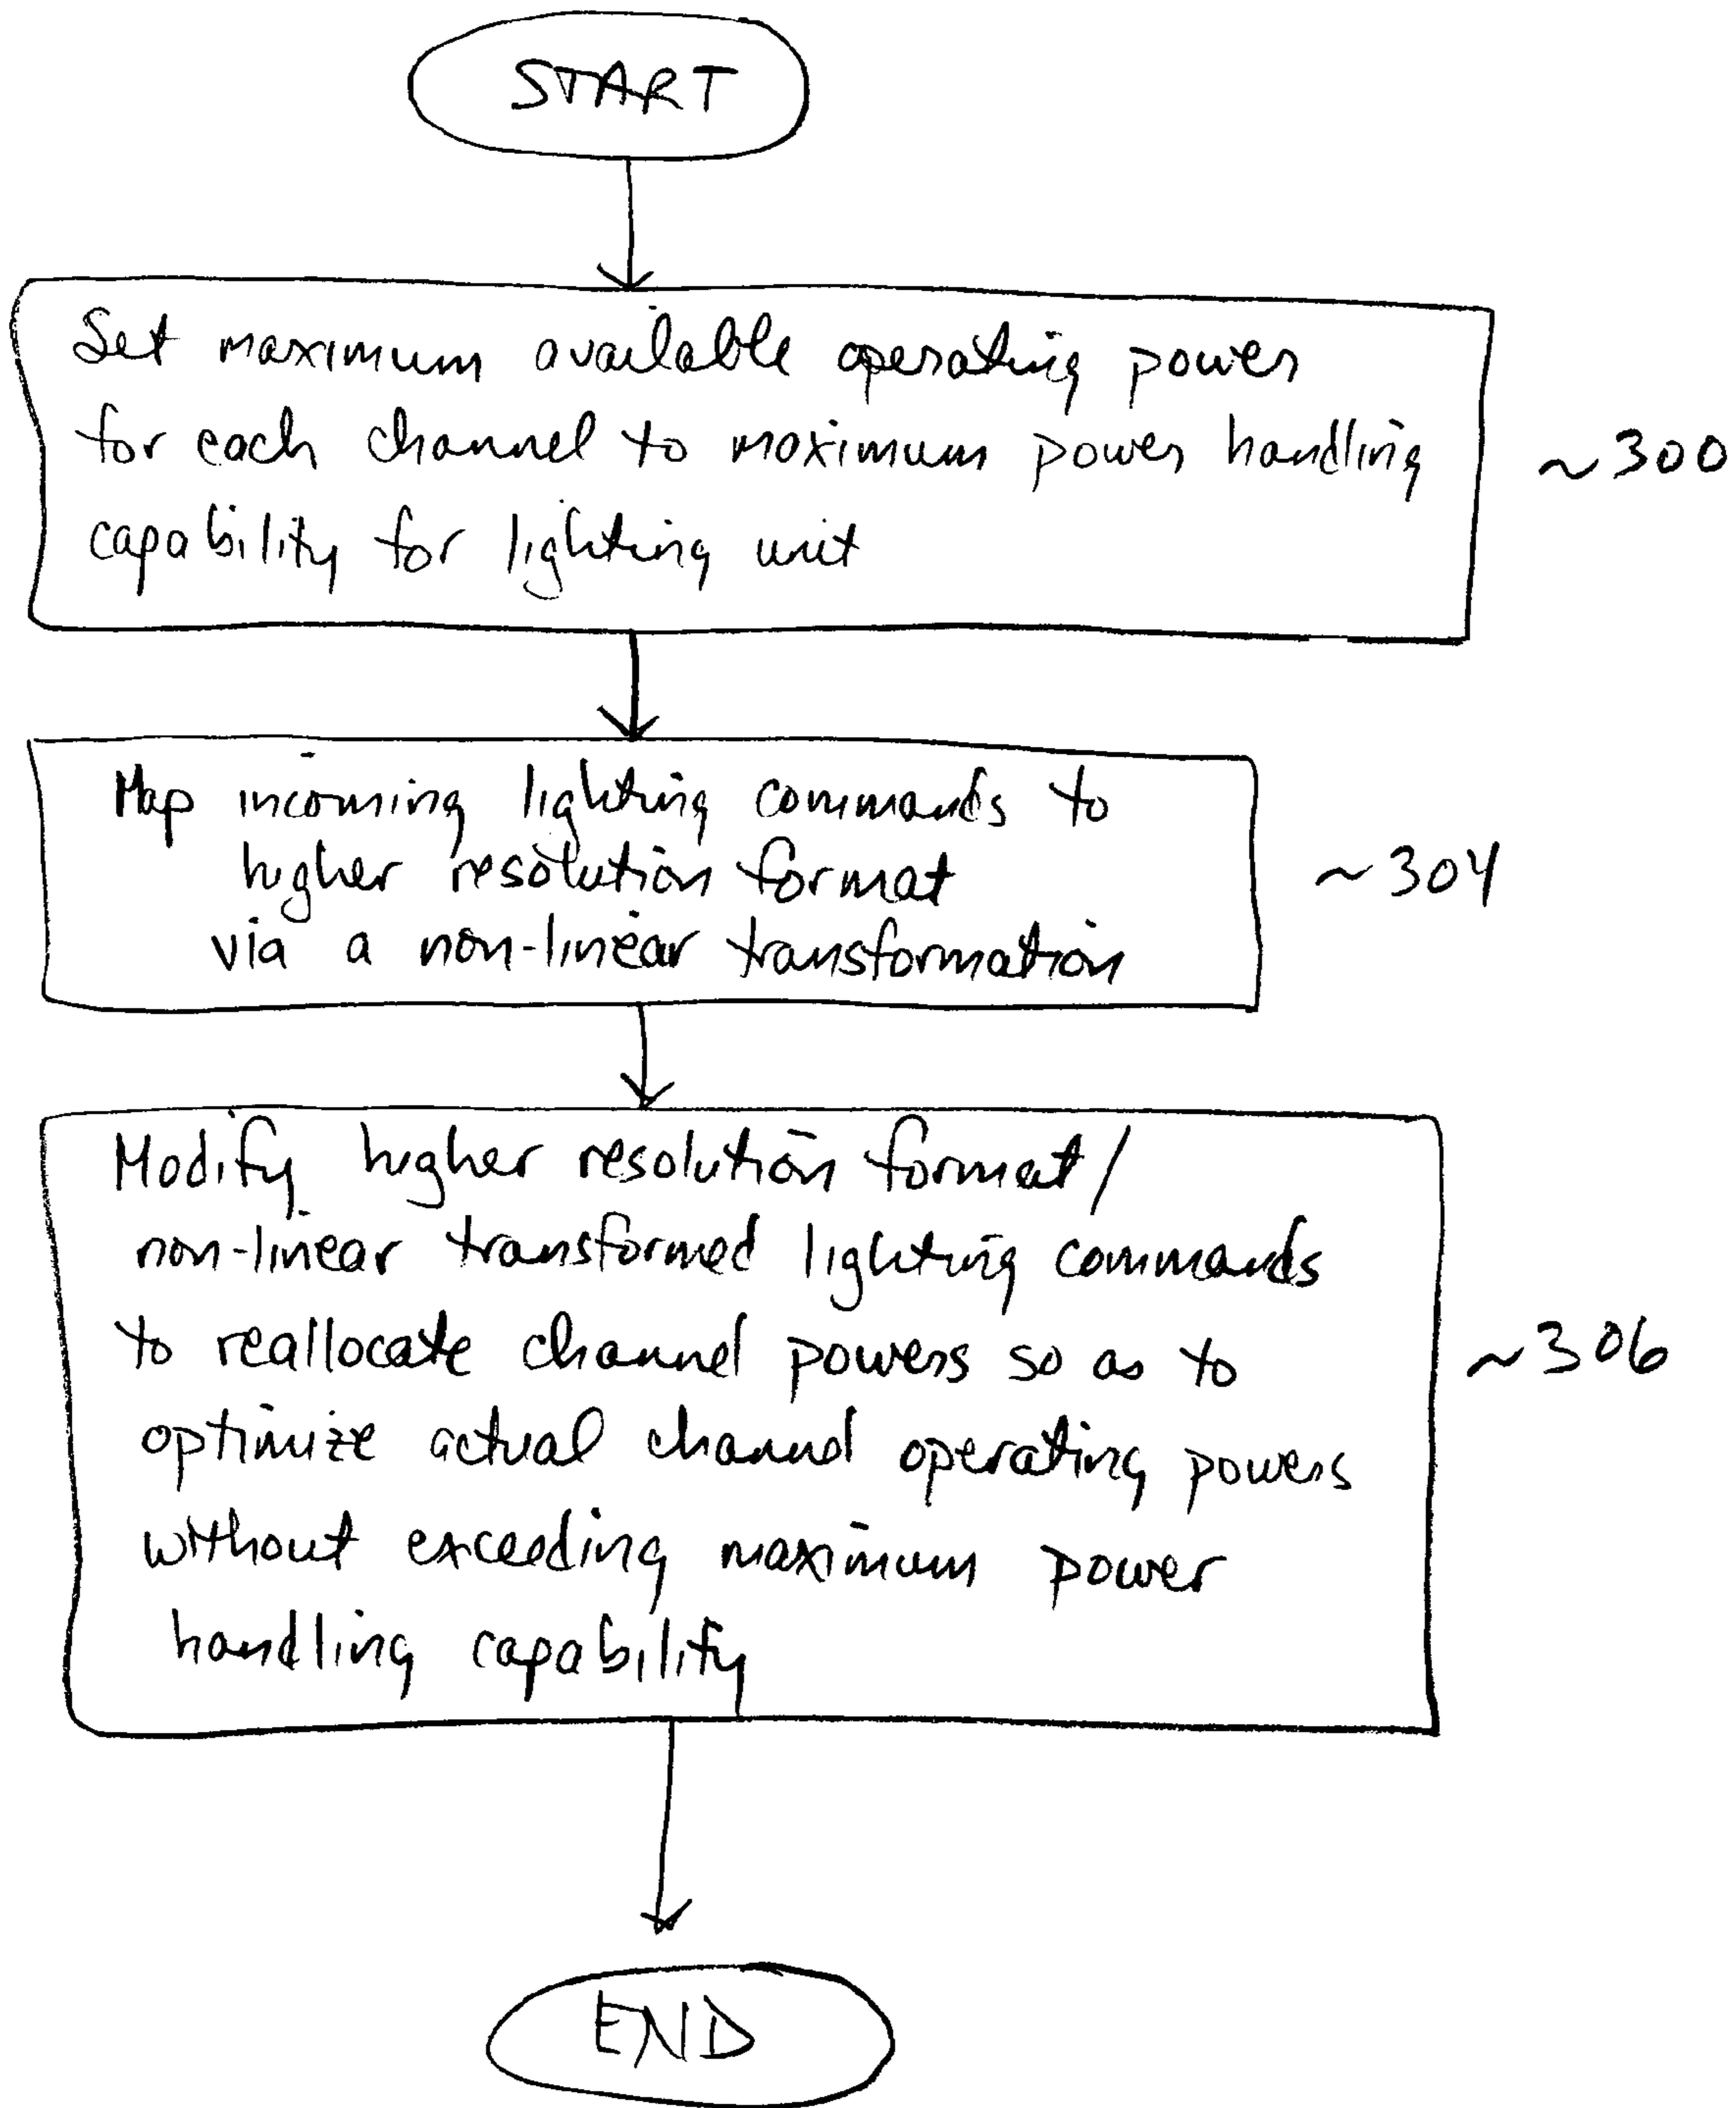 START
Set maximum available operating power
for each channel to maximum power handling
capability for lighting unit
~300
Map incoming lighting commands to
higher resolution format
via a non-linear transformation
~304
Modify higher resolution format/
non-linear transformed lighting commands
to reallocate channel powers so as to
optimize actual channel operating powers
without exceeding maximum power
handling capability
~306
END